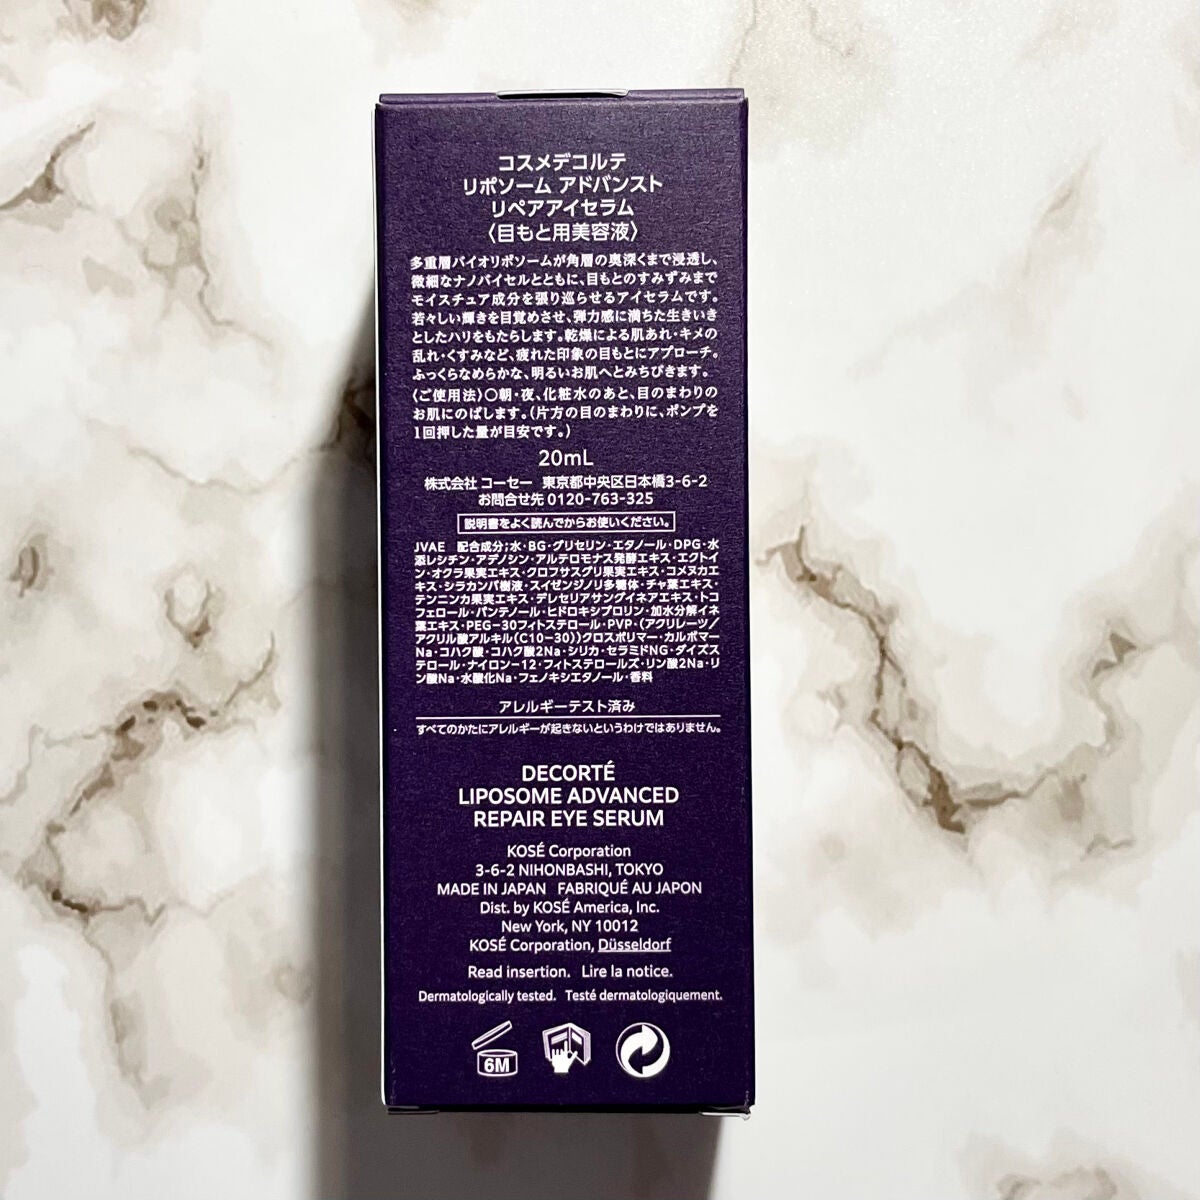 コスメデコルテ
リポソーム アドバンスト
リペアアイセラム
〈目もと用美容液〉
多重層バイオリポソームが角層の奥深くまで浸透し、
微細なナノバイセルとともに、目もとのすみずみまで
モイスチュア成分を張り巡らせるアイセラムです。
若々しい輝きを目覚めさせ、弾力感に満ちた生きいき
としたハリをもたらします。乾燥による肌あれ・キメの
乱れ・くすみなど、疲れた印象の目もとにアプローチ。
ふっくらなめらかな、明るいお肌へとみちびきます。
〈ご使用法〉○朝・夜、化粧水のあと、目のまわりの
お肌にのばします。(片方の目のまわりに、ポンプを
1回押した量が目安です。)
20mL
株式会社 コーセー 東京都中央区日本橋3-6-2
お問合せ先 0120-763-325
説明書をよく読んでからお使いください。
JVAE 配合成分;水・BG・グリセリン・エタノール・DPG・水
添レシチン・アデノシン・アルテロモナス発酵エキス・エクトイ
ン・オクラ果実エキス・クロフサスグリ果実エキス・コメヌカエ
キス・シラカンバ樹液・スイゼンジノリ多糖体・チャ葉エキス・
テンニンカ果実エキス・デレセリアサングイネアエキス・トコ
フェロール・パンテノール・ヒドロキシプロリン・加水分解イネ
葉エキス・PEG-30フィトステロール・PVP・(アクリレーツ/
アクリル酸アルキル(C10-30))クロスポリマー・カルボマー
Na・コハク酸・コハク酸2Na・シリカ・セラミドNG・ダイズス
テロール・ナイロン-12・フィトステロールズ・リン酸2Na・リ
ン酸Na・水酸化Na・フェノキシエタノール・香料
アレルギーテスト済み
すべてのかたにアレルギーが起きないというわけではありません。
DECORTÉ
LIPOSOME ADVANCED
REPAIR EYE SERUM
KOSÉ Corporation
3-6-2 NIHONBASHI, TOKYO
MADE IN JAPAN FABRIQUÉ AU JAPON
Dist. by KOSÉ America, Inc.
New York, NY 10012
KOSÉ Corporation, Düsseldorf
Read insertion. Lire la notice.
Dermatologically tested. Testé dermatologiquement.
6M